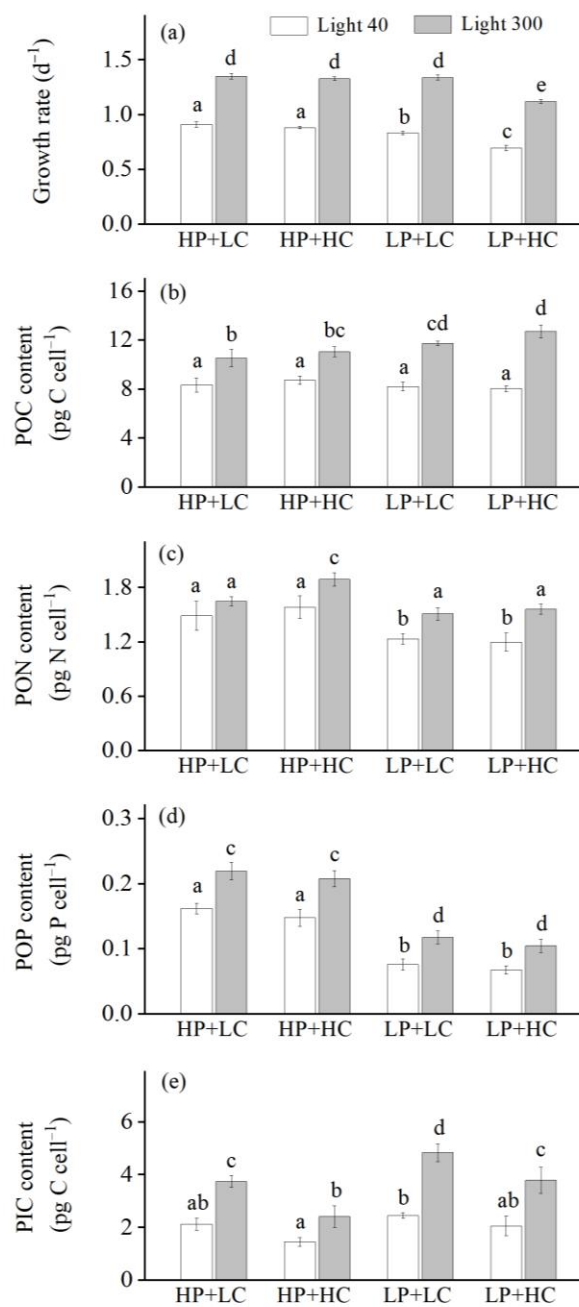 (a)
Light 40
Light 300
Growth rate (d⁻¹)
1.5
1.0
0.5
0.0
a d a d b d c e
HP+LC HP+HC LP+LC LP+HC
(b)
POC content
(pg C cell⁻¹)
16
12
8
4
0
a b a bc a cd a d
HP+LC HP+HC LP+LC LP+HC
(c)
PON content
(pg N cell⁻¹)
1.8
1.2
0.6
0.0
a a a c b a b a
HP+LC HP+HC LP+LC LP+HC
(d)
POP content
(pg P cell⁻¹)
0.3
0.2
0.1
0.0
a c a c b d b d
HP+LC HP+HC LP+LC LP+HC
(e)
PIC content
(pg C cell⁻¹)
6
4
2
0
ab c a b b d ab c
HP+LC HP+HC LP+LC LP+HC